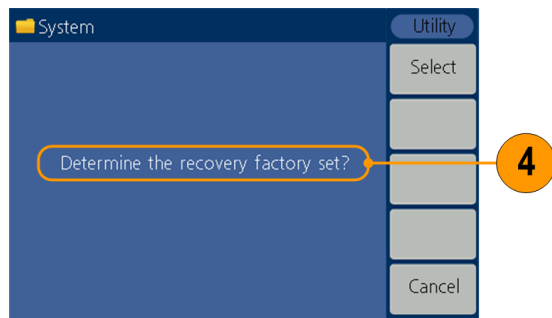 System
Utility
Select
Determine the recovery factory set?
4
Cancel